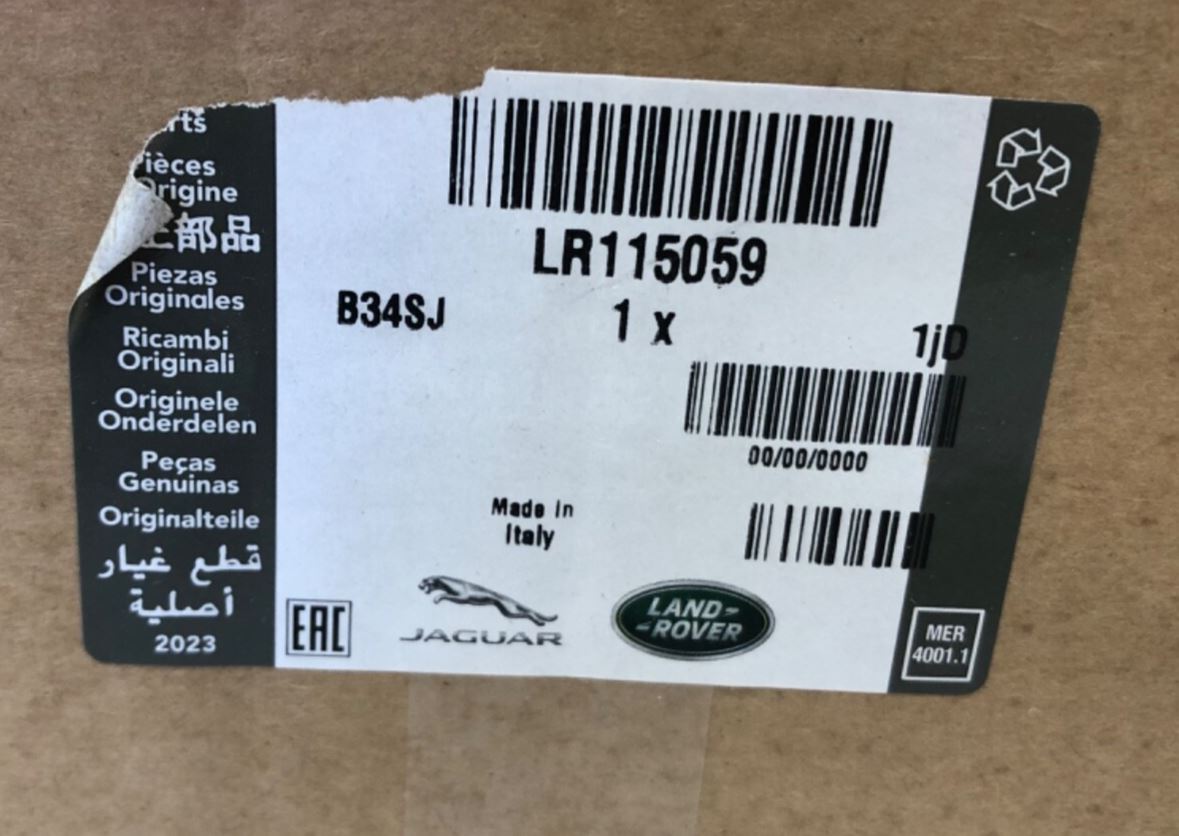 ièces
rigine
部品
Piezas
Originales
Ricambi
Originali
Originele
Onderdelen
Peças
Genuinas
Originalteile
قطع غيار
أصلية
2023
LR115059
B34SJ 1 x 1jD
00/00/0000
Made in
Italy
EAC
JAGUAR
LAND-
-ROVER
MER
4001.1